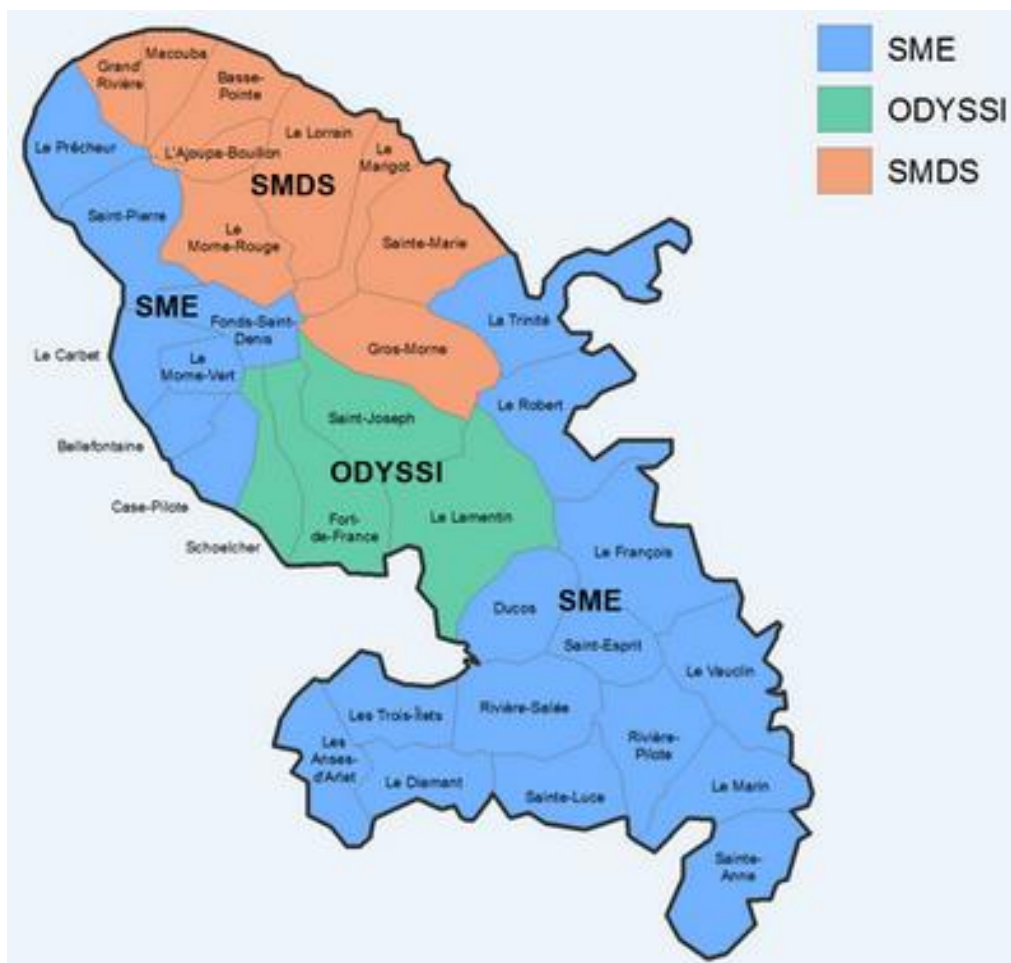 SME
ODYSSI
SMDS
Macouba
Grand'
Rivière
Basse-
Pointe
Le Lorrain
Le
Marigot
Le Prêcheur
L'Ajoupa-Bouillon
SMDS
Saint-Pierre
Le
Morne-Rouge
Sainte-Marie
SME
Fonds-Saint-
Denis
La Trinité
Le Carbet
Le
Morne-Vert
Gros-Morne
Le Robert
Saint-Joseph
Bellefontaine
ODYSSI
Case-Pilote
Fort-
de-France
Le Lamentin
Schoelcher
Le François
Ducos
SME
Saint-Esprit
Le Vauclin
Les Trois-Îlets
Rivière-Salée
Rivière-
Pilote
Les
Anses-
d'Arlet
Le Diamant
Sainte-Luce
Le Marin
Sainte-
Anne